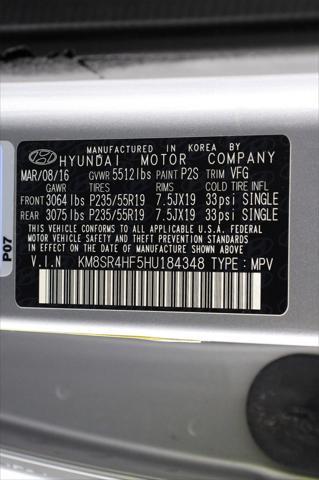 MANUFACTURED IN KOREA BY
HYUNDAI MOTOR COMPANY
MAR/08/16 GVWR 5512lbs PAINT P2S TRIM VFG
GAWR TIRES RIMS COLD TIRE INFL
FRONT 3064 lbs P235/55R19 7.5JX19 33psi SINGLE
REAR 3075 lbs P235/55R19 7.5JX19 33psi SINGLE
THIS VEHICLE CONFORMS TO ALL APPLICABLE U.S.A. FEDERAL
MOTOR VEHICLE SAFETY, BUMPER, AND THEFT PREVENTION STANDARDS
IN EFFECT ON THE DATE OF MANUFACTURE SHOWN ABOVE.
V.I.N KM8SR4HF5HU184348 TYPE : MPV
P07